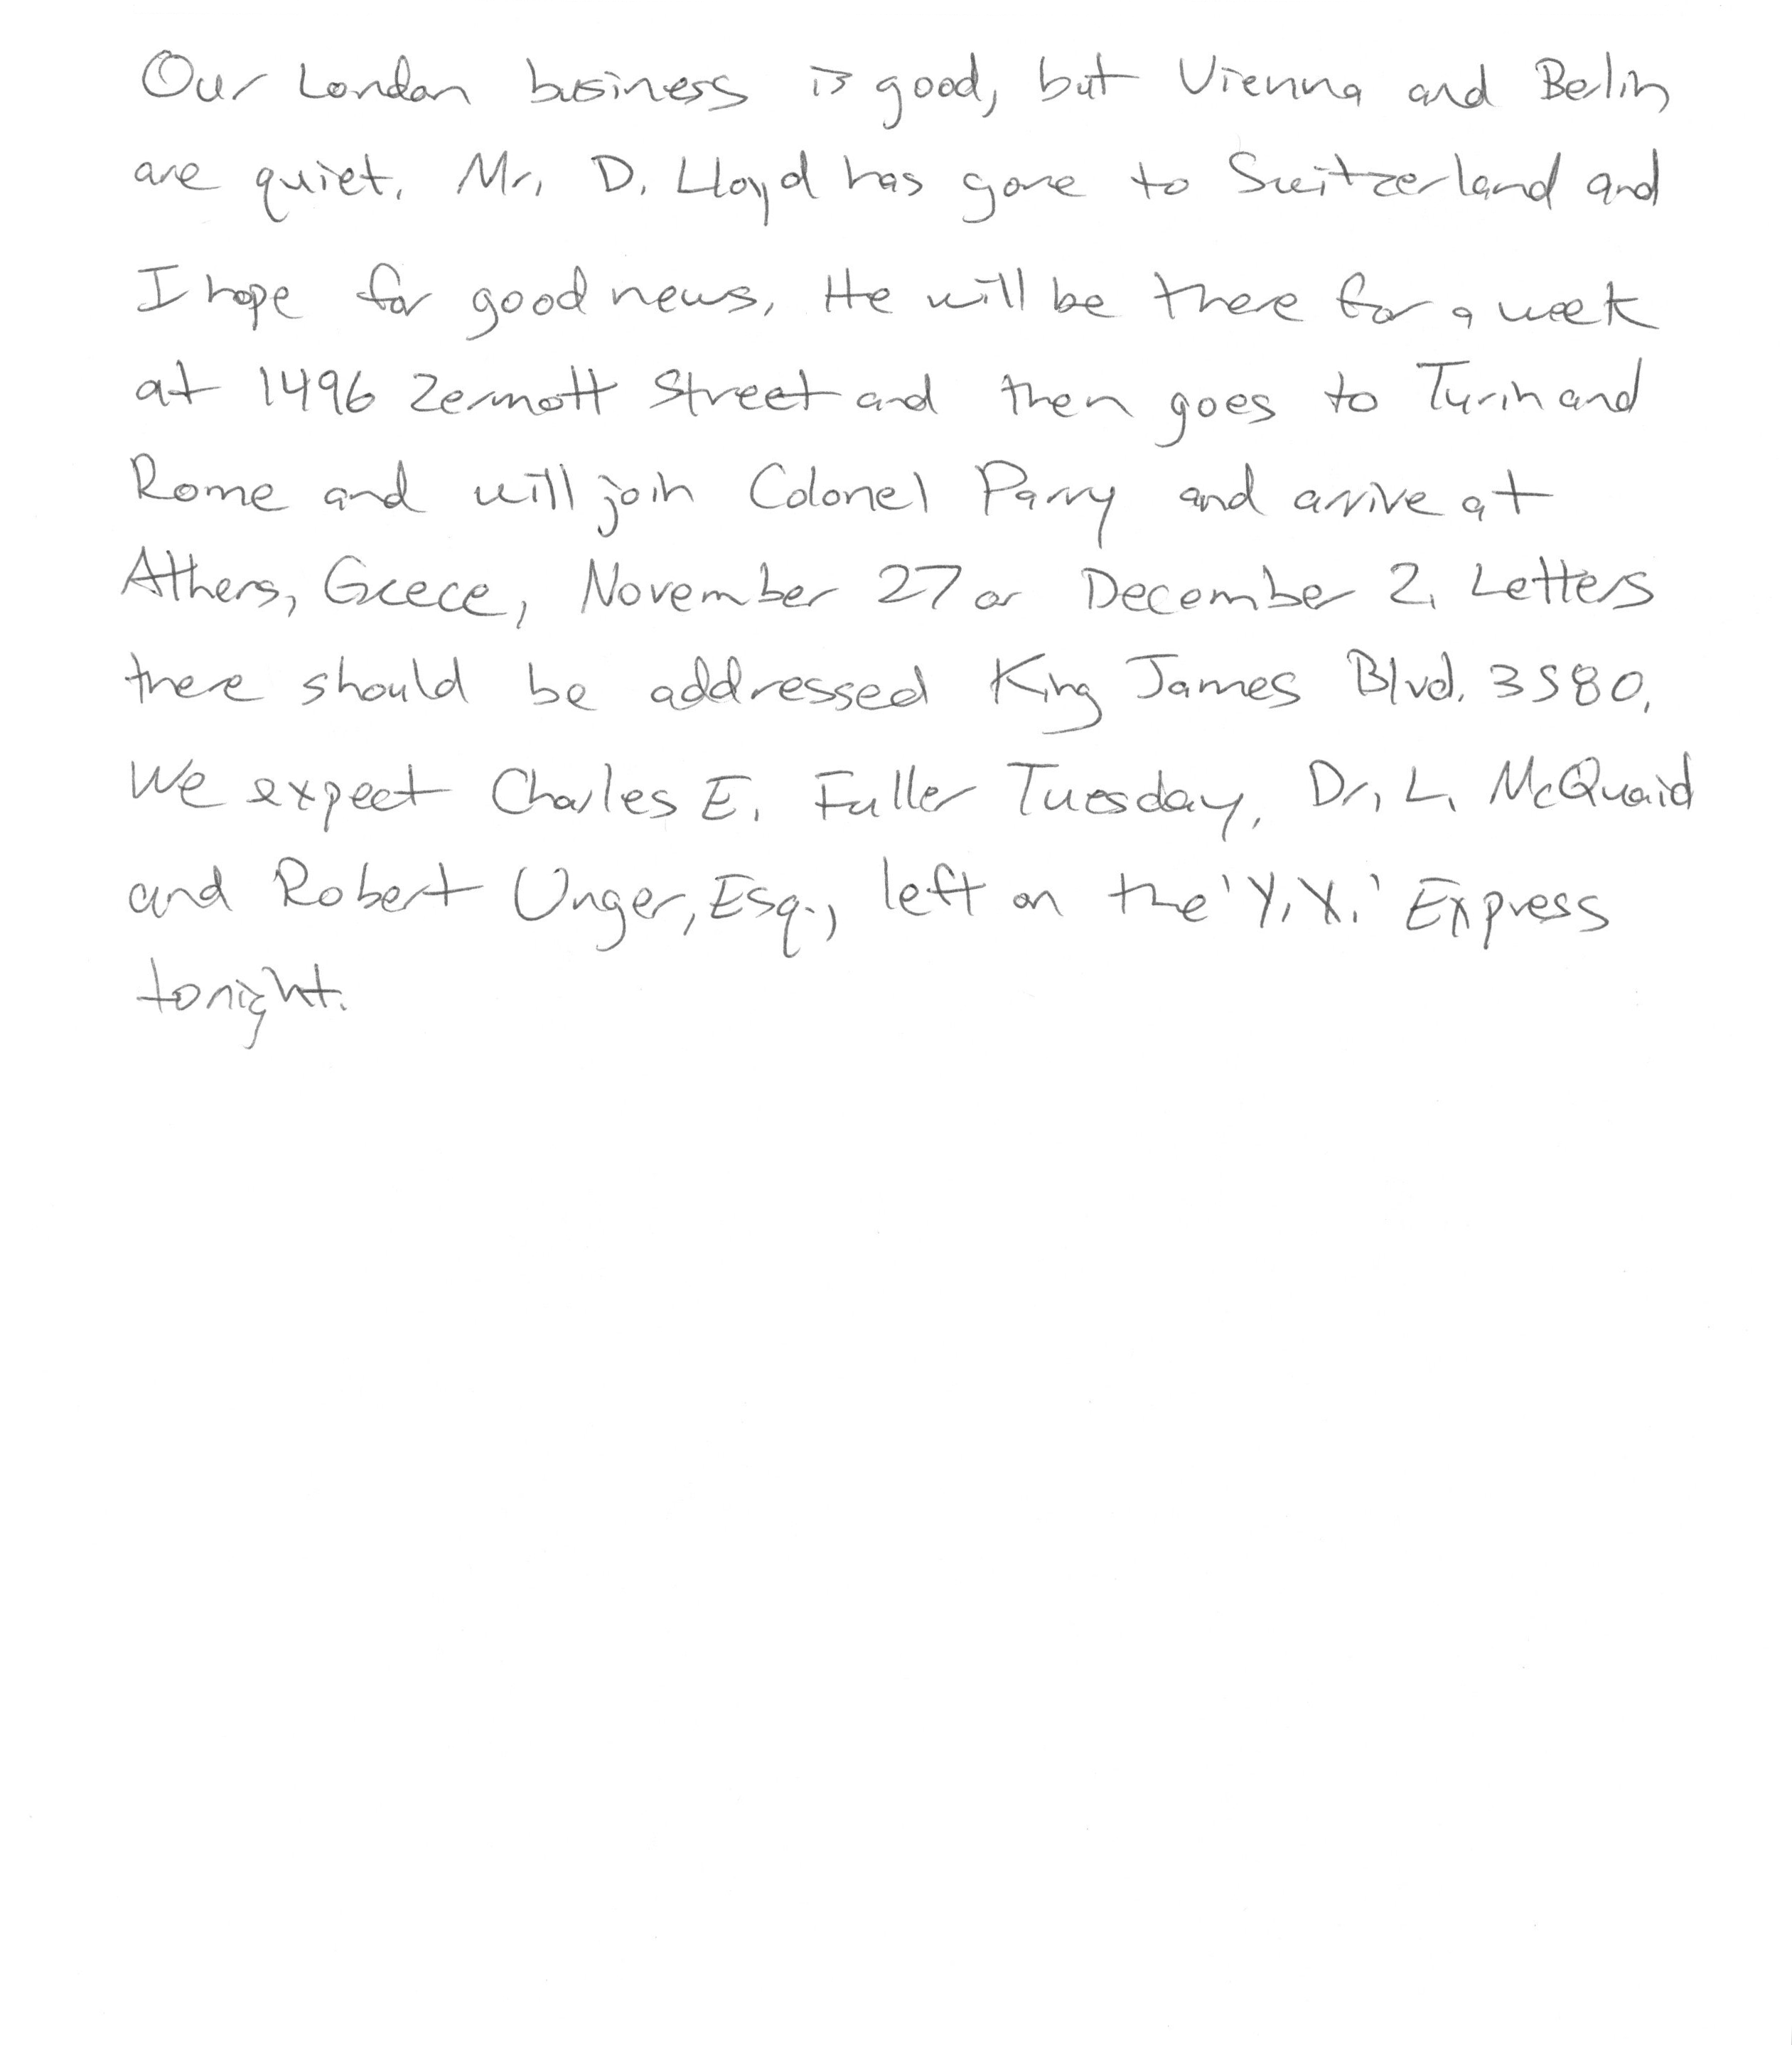 Our London business is good, but Vienna and Berlin
are quiet. Mr. D. Lloyd has gone to Switzerland and
I hope for good news. He will be there for a week
at 1496 Zermott Street and then goes to Turin and
Rome and will join Colonel Parry and arrive at
Athens, Greece, November 27 or December 2. Letters
there should be addressed King James Blvd. 3580.
We expect Charles E. Fuller Tuesday. Dr. L. McQuaid
and Robert Unger, Esq., left on the 'Y.X.' Express
tonight.